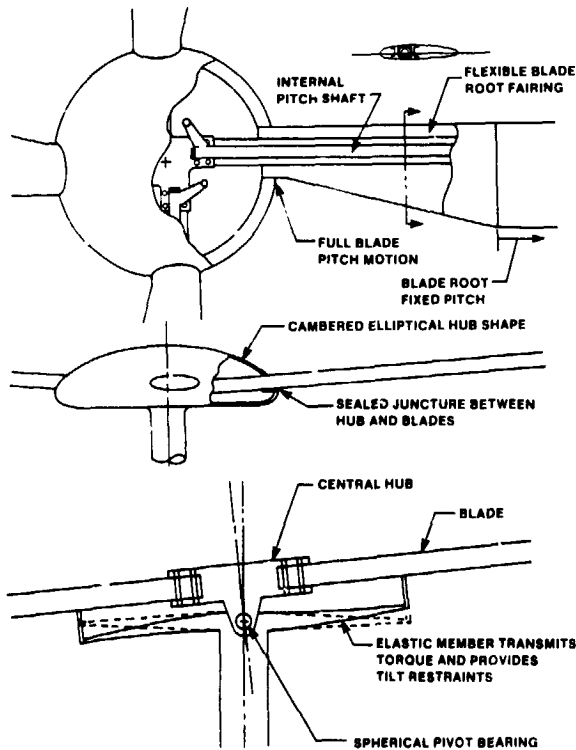 INTERNAL
PITCH SHAFT
FLEXIBLE BLADE
ROOT FAIRING
FULL BLADE
PITCH MOTION
BLADE ROOT
FIXED PITCH
CAMBERED ELLIPTICAL HUB SHAPE
SEALED JUNCTURE BETWEEN
HUB AND BLADES
CENTRAL HUB
BLADE
ELASTIC MEMBER TRANSMITS
TORQUE AND PROVIDES
TILT RESTRAINTS
SPHERICAL PIVOT BEARING